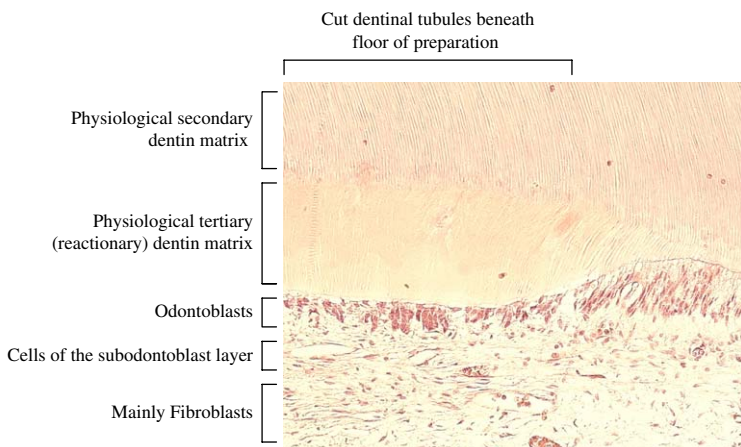 Cut dentinal tubules beneath
floor of preparation
Physiological secondary
dentin matrix
Physiological tertiary
(reactionary) dentin matrix
Odontoblasts
Cells of the subodontoblast layer
Mainly Fibroblasts